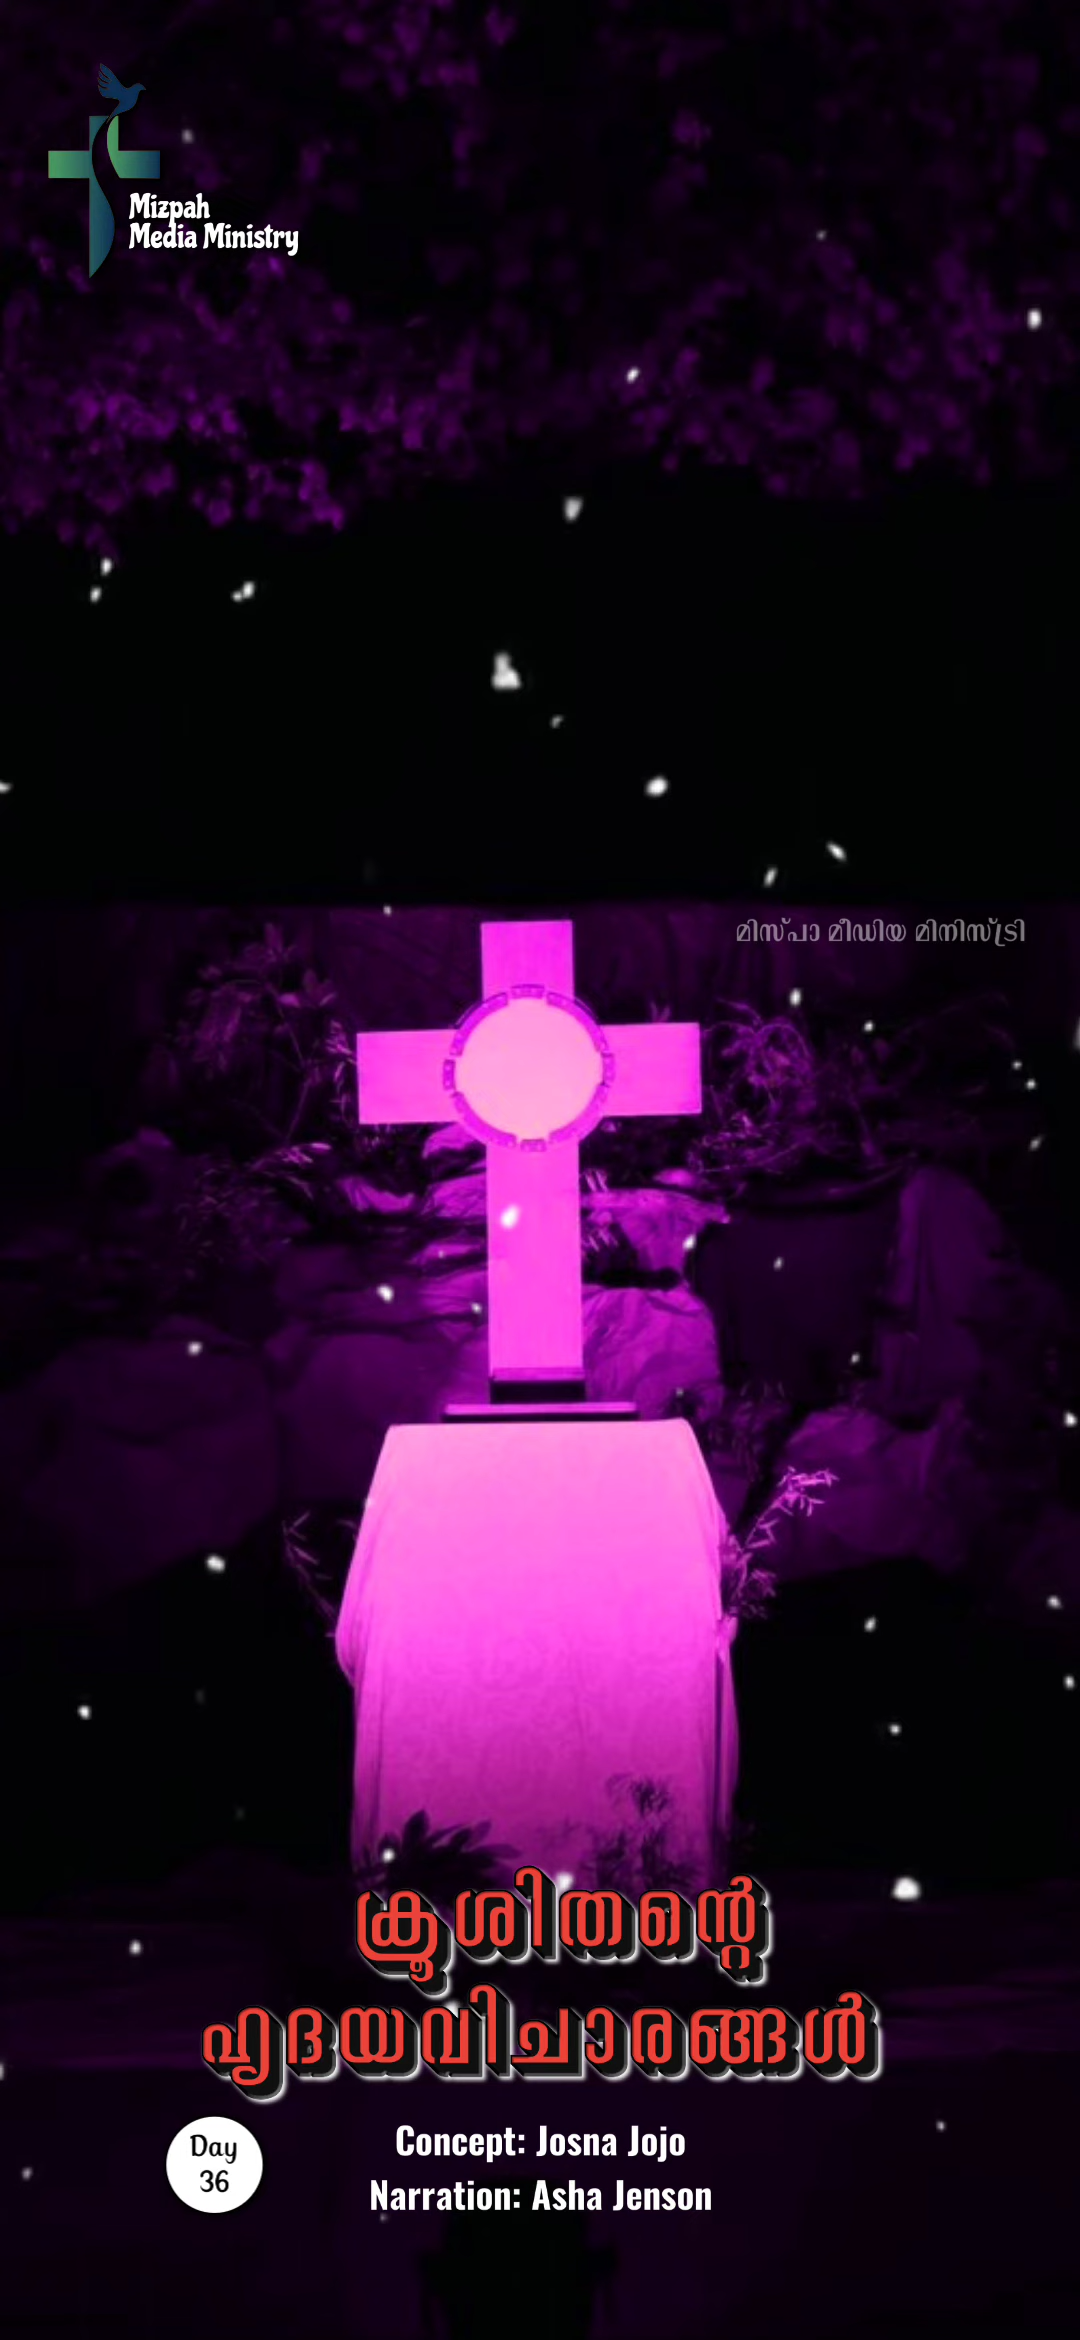 Mizpah
Media Ministry
മിസ്പാ മീഡിയ മിനിസ്ട്രി
ക്രൂശിതന്റെ
ഹൃദയവിചാരങ്ങൾ
Day
36
Concept: Josna Jojo
Narration: Asha Jenson